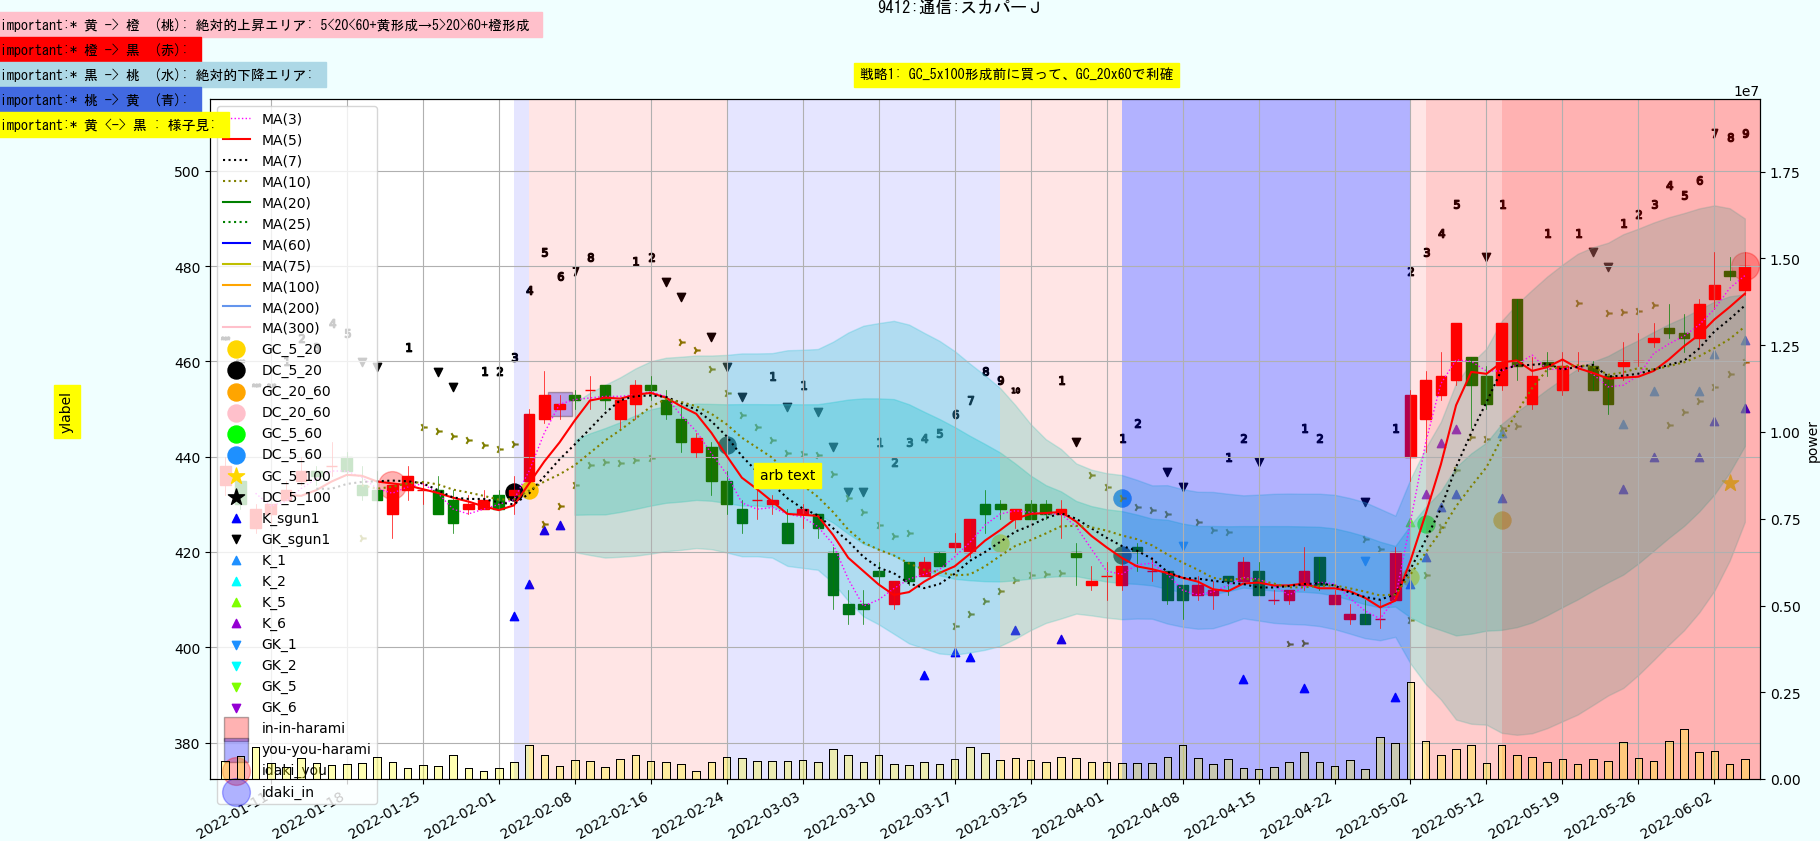 9412:通信:スカパーJ
important:* 黄 -> 橙 (桃): 絶対的上昇エリア: 5<20<60+黄形成→5>20>60+橙形成
important:* 橙 -> 黒 (赤):
important:* 黒 -> 桃 (水): 絶対的下降エリア:
important:* 桃 -> 黄 (青):
important:* 黄 <-> 黒 : 様子見:
戦略1: GC_5x100形成前に買って、GC_20x60で利確
1e7
MA(3)
MA(5)
MA(7)
MA(10)
MA(20)
MA(25)
MA(60)
MA(75)
MA(100)
MA(200)
MA(300)
GC_5_20
DC_5_20
GC_20_60
DC_20_60
GC_5_60
DC_5_60
GC_5_100
DC_5_100
K_sgun1
GK_sgun1
K_1
K_2
K_5
K_6
GK_1
GK_2
GK_5
GK_6
in-in-harami
you-you-harami
idaki_you
idaki_in
500
480
460
440
420
400
380
ylabel
arb text
1.75
1.50
1.25
1.00
0.75
0.50
0.25
0.00
power
2022-01-11
2022-01-18
2022-01-25
2022-02-01
2022-02-08
2022-02-16
2022-02-24
2022-03-03
2022-03-10
2022-03-17
2022-03-25
2022-04-01
2022-04-08
2022-04-15
2022-04-22
2022-05-02
2022-05-12
2022-05-19
2022-05-26
2022-06-02